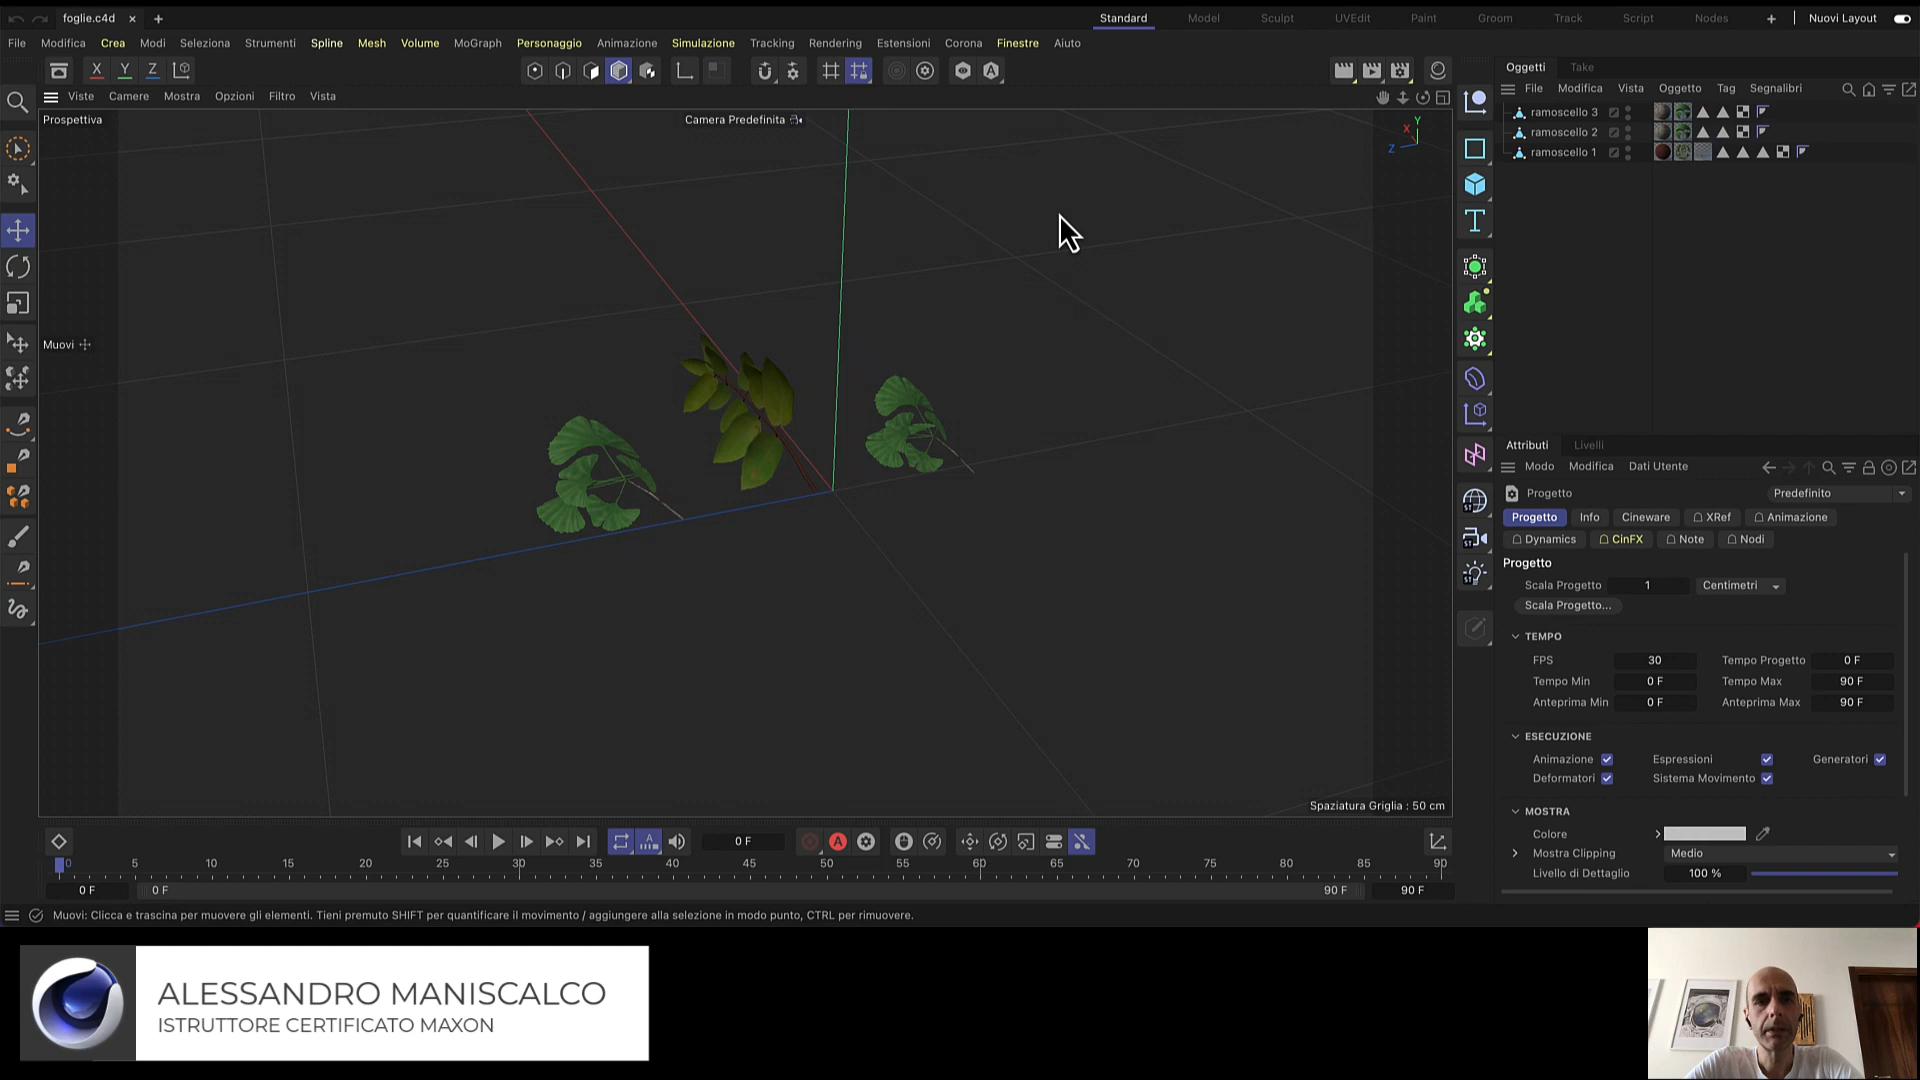 foglie.c4d
Standard Model Sculpt UVEdit Paint Groom Track Script Nodes Nuovi Layout
File Modifica Crea Modi Seleziona Strumenti Spline Mesh Volume MoGraph Personaggio Animazione Simulazione Tracking Rendering Estensioni Corona Finestre Aiuto
X Y Z
Oggetti Take
Viste Camere Mostra Opzioni Filtro Vista
File Modifica Vista Oggetto Tag Segnalibri
Prospettiva
Camera Predefinita
X Y Z
ramoscello 3
ramoscello 2
ramoscello 1
Muovi
Attributi Livelli
Modo Modifica Dati Utente
Progetto Predefinito
Progetto Info Cineware XRef Animazione
Dynamics CinFX Note Nodi
Progetto
Scala Progetto 1 Centimetri
Scala Progetto...
TEMPO
FPS 30 Tempo Progetto 0 F
Tempo Min 0 F Tempo Max 90 F
Anteprima Min 0 F Anteprima Max 90 F
ESECUZIONE
Animazione Espressioni Generatori
Deformatori Sistema Movimento
MOSTRA
Colore
Mostra Clipping Medio
Livello di Dettaglio 100 %
Spaziatura Griglia : 50 cm
0 F
0 5 10 15 20 25 30 35 40 45 50 55 60 65 70 75 80 85 90
0 F 0 F 90 F 90 F
Muovi: Clicca e trascina per muovere gli elementi. Tieni premuto SHIFT per quantificare il movimento / aggiungere alla selezione in modo punto, CTRL per rimuovere.
ALESSANDRO MANISCALCO
ISTRUTTORE CERTIFICATO MAXON